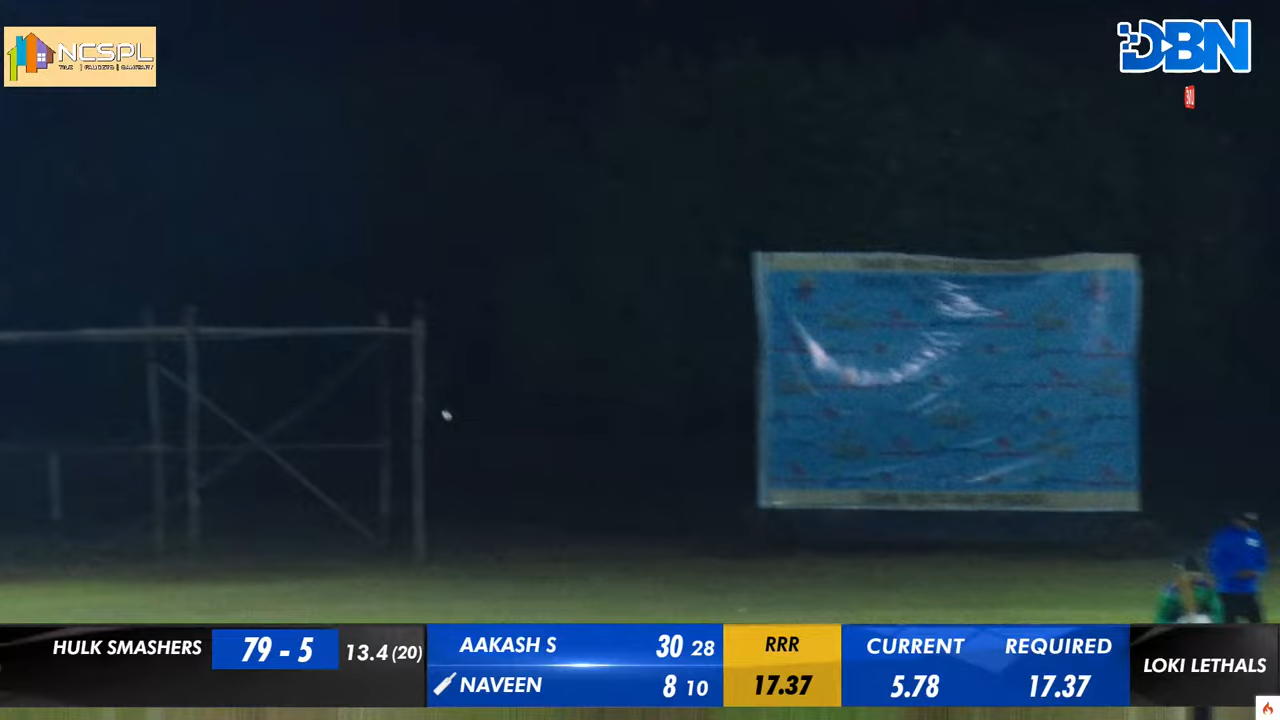 NCSPL
DBN
HULK SMASHERS 79 - 5 13.4 (20)
AAKASH S 30 28
NAVEEN 8 10
RRR
17.37
CURRENT REQUIRED
5.78 17.37
LOKI LETHALS